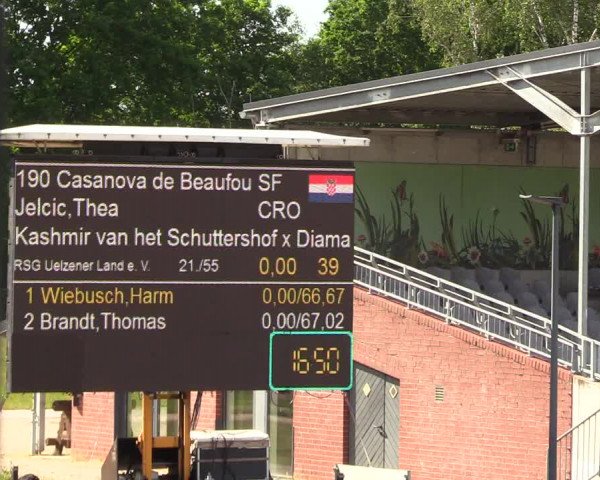 190 Casanova de Beaufou SF
Jelcic,Thea CRO
Kashmir van het Schuttershof x Diama
RSG Uelzener Land e. V. 21./55 0,00 39
1 Wiebusch,Harm 0,00/66,67
2 Brandt,Thomas 0,00/67,02
16:50